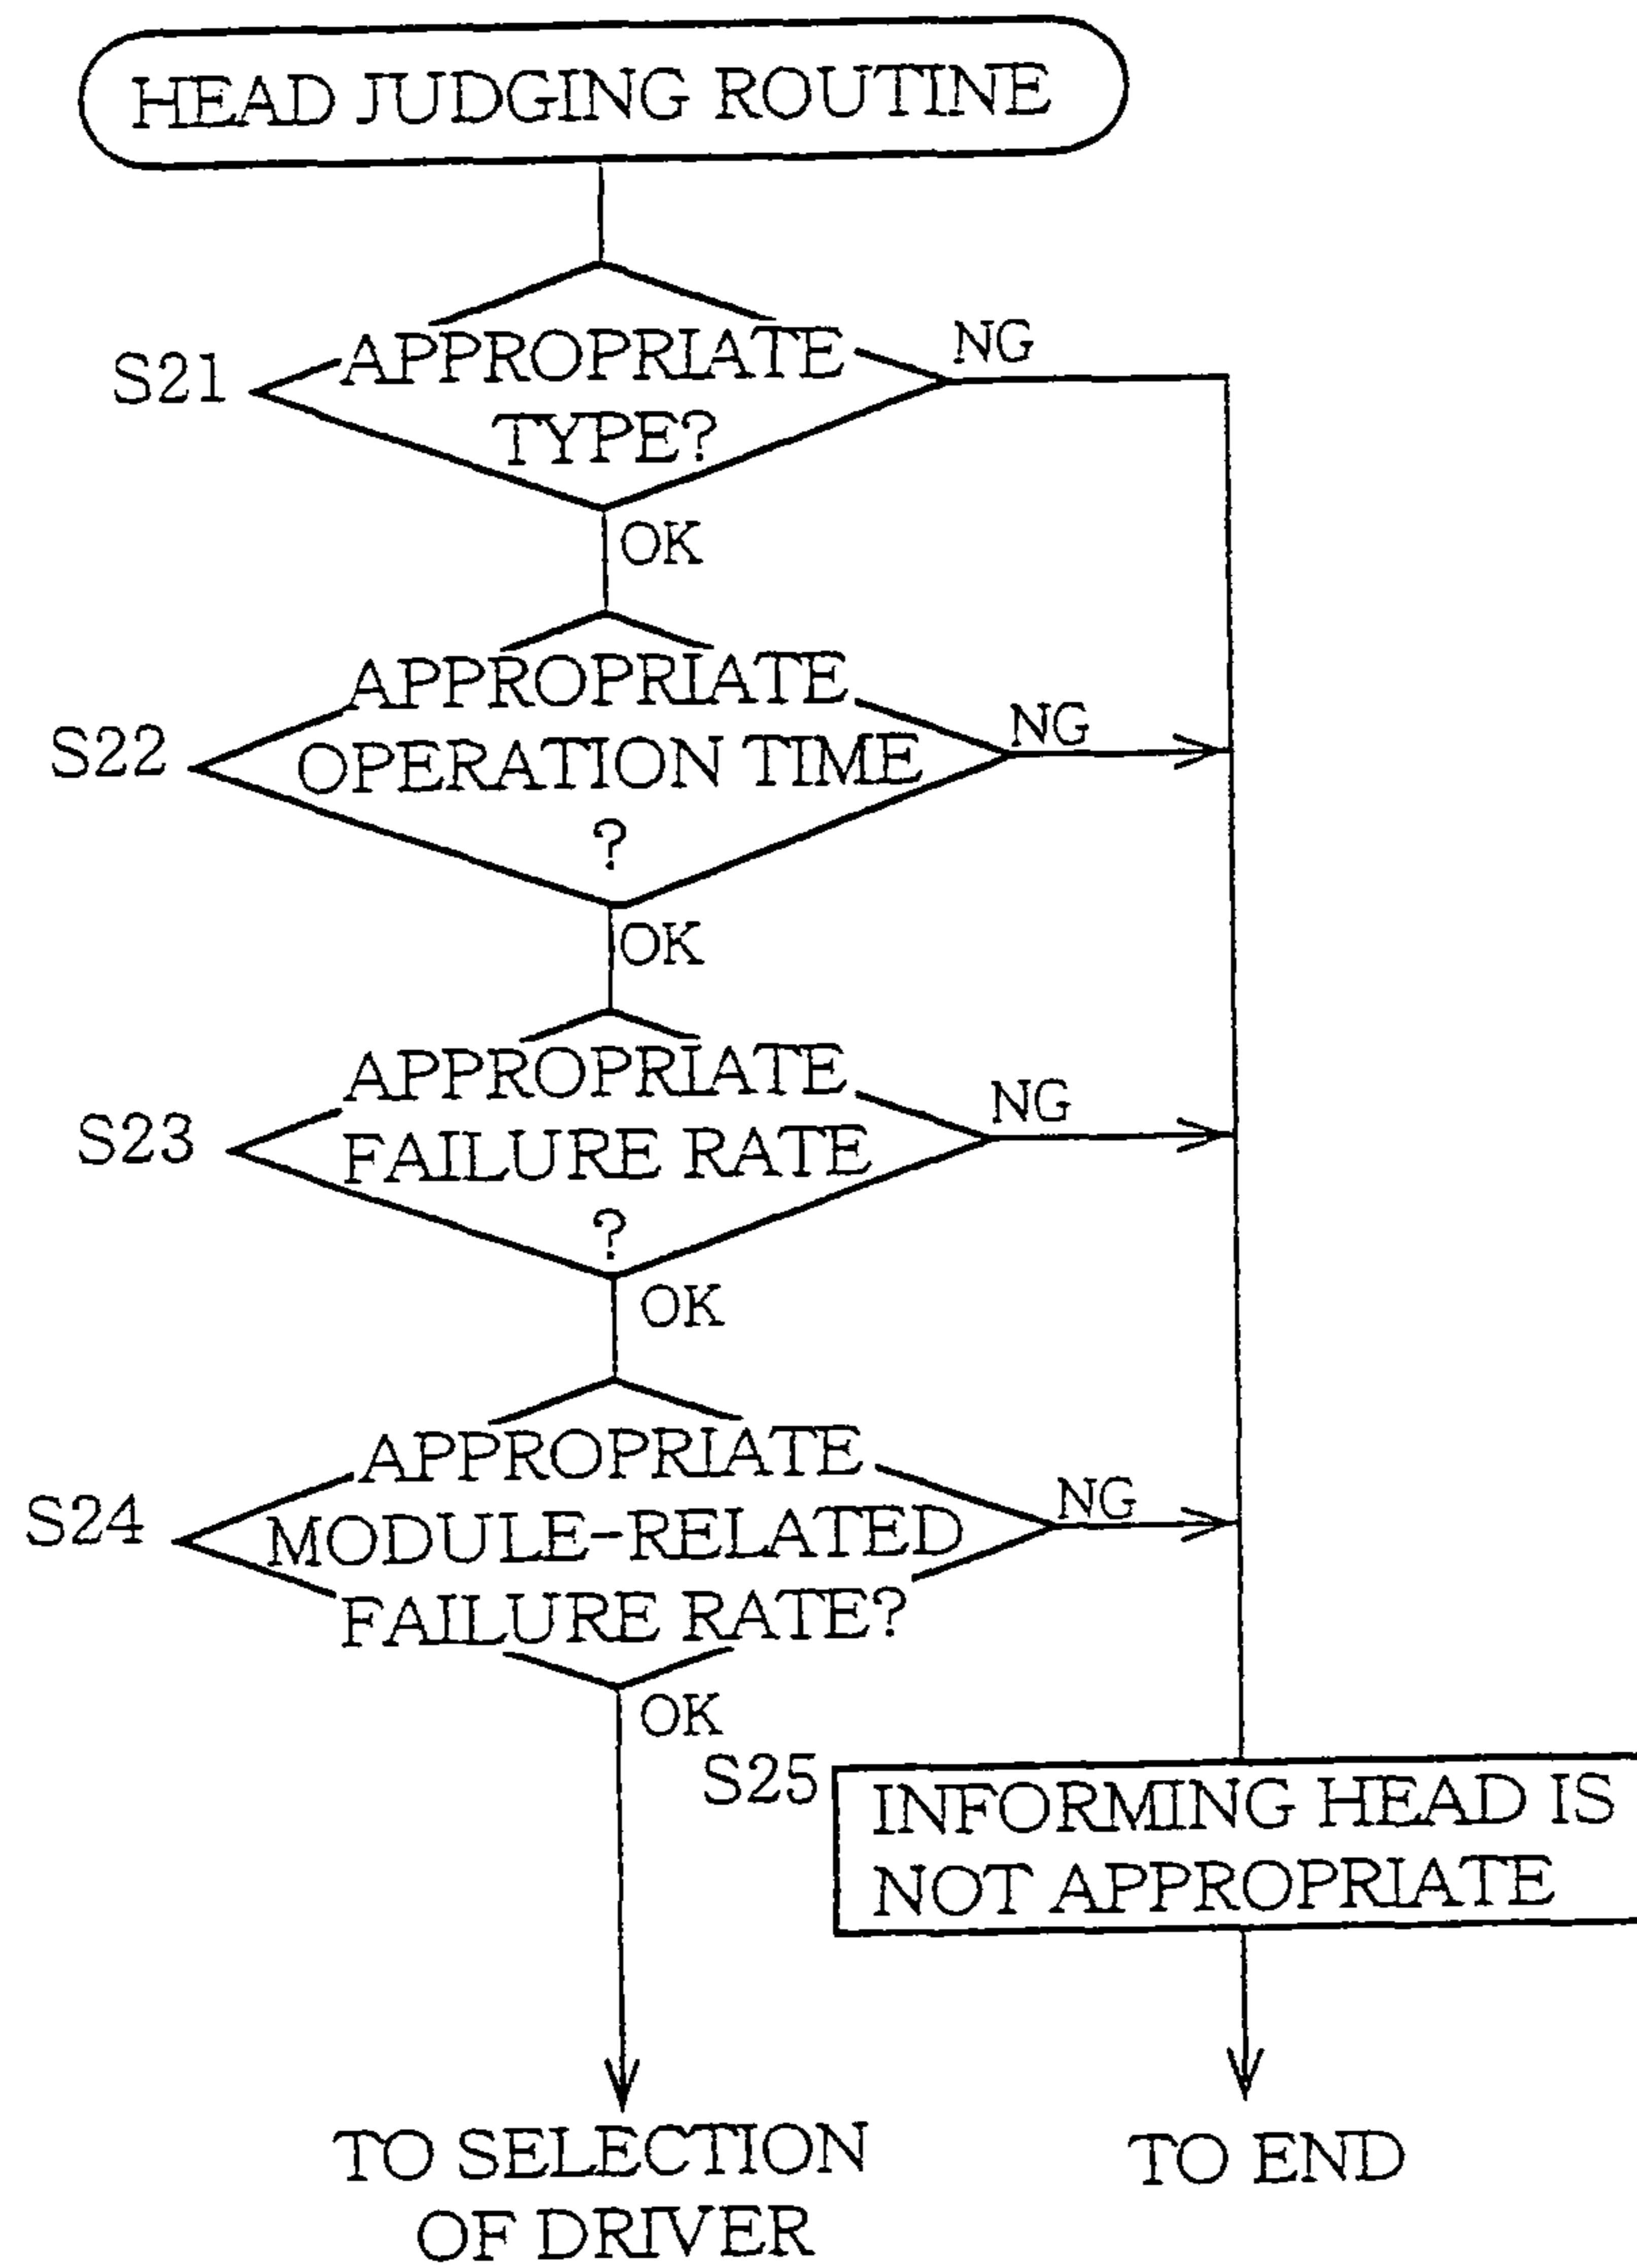 HEAD JUDGING ROUTINE
S21
APPROPRIATE
TYPE?
NG
OK
S22
APPROPRIATE
OPERATION TIME
?
NG
OK
S23
APPROPRIATE
FAILURE RATE
?
NG
OK
S24
APPROPRIATE
MODULE-RELATED
FAILURE RATE?
NG
OK
S25
INFORMING HEAD IS
NOT APPROPRIATE
TO SELECTION
OF DRIVER
TO END